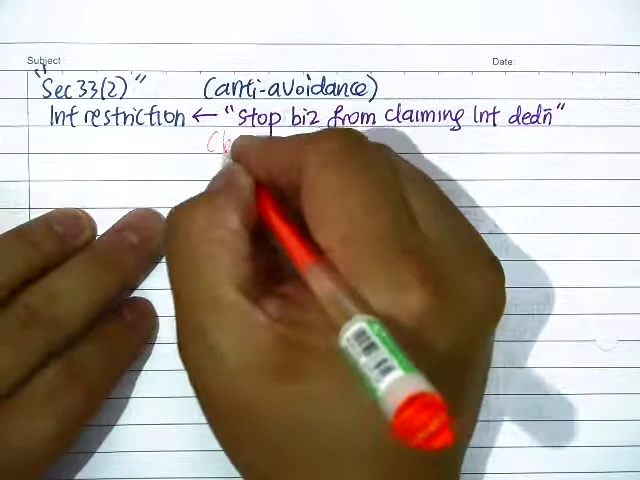 Subject : Date:
"Sec 33(2)" (anti-avoidance)
Int restriction ← "stop biz from claiming Int dedn̄"